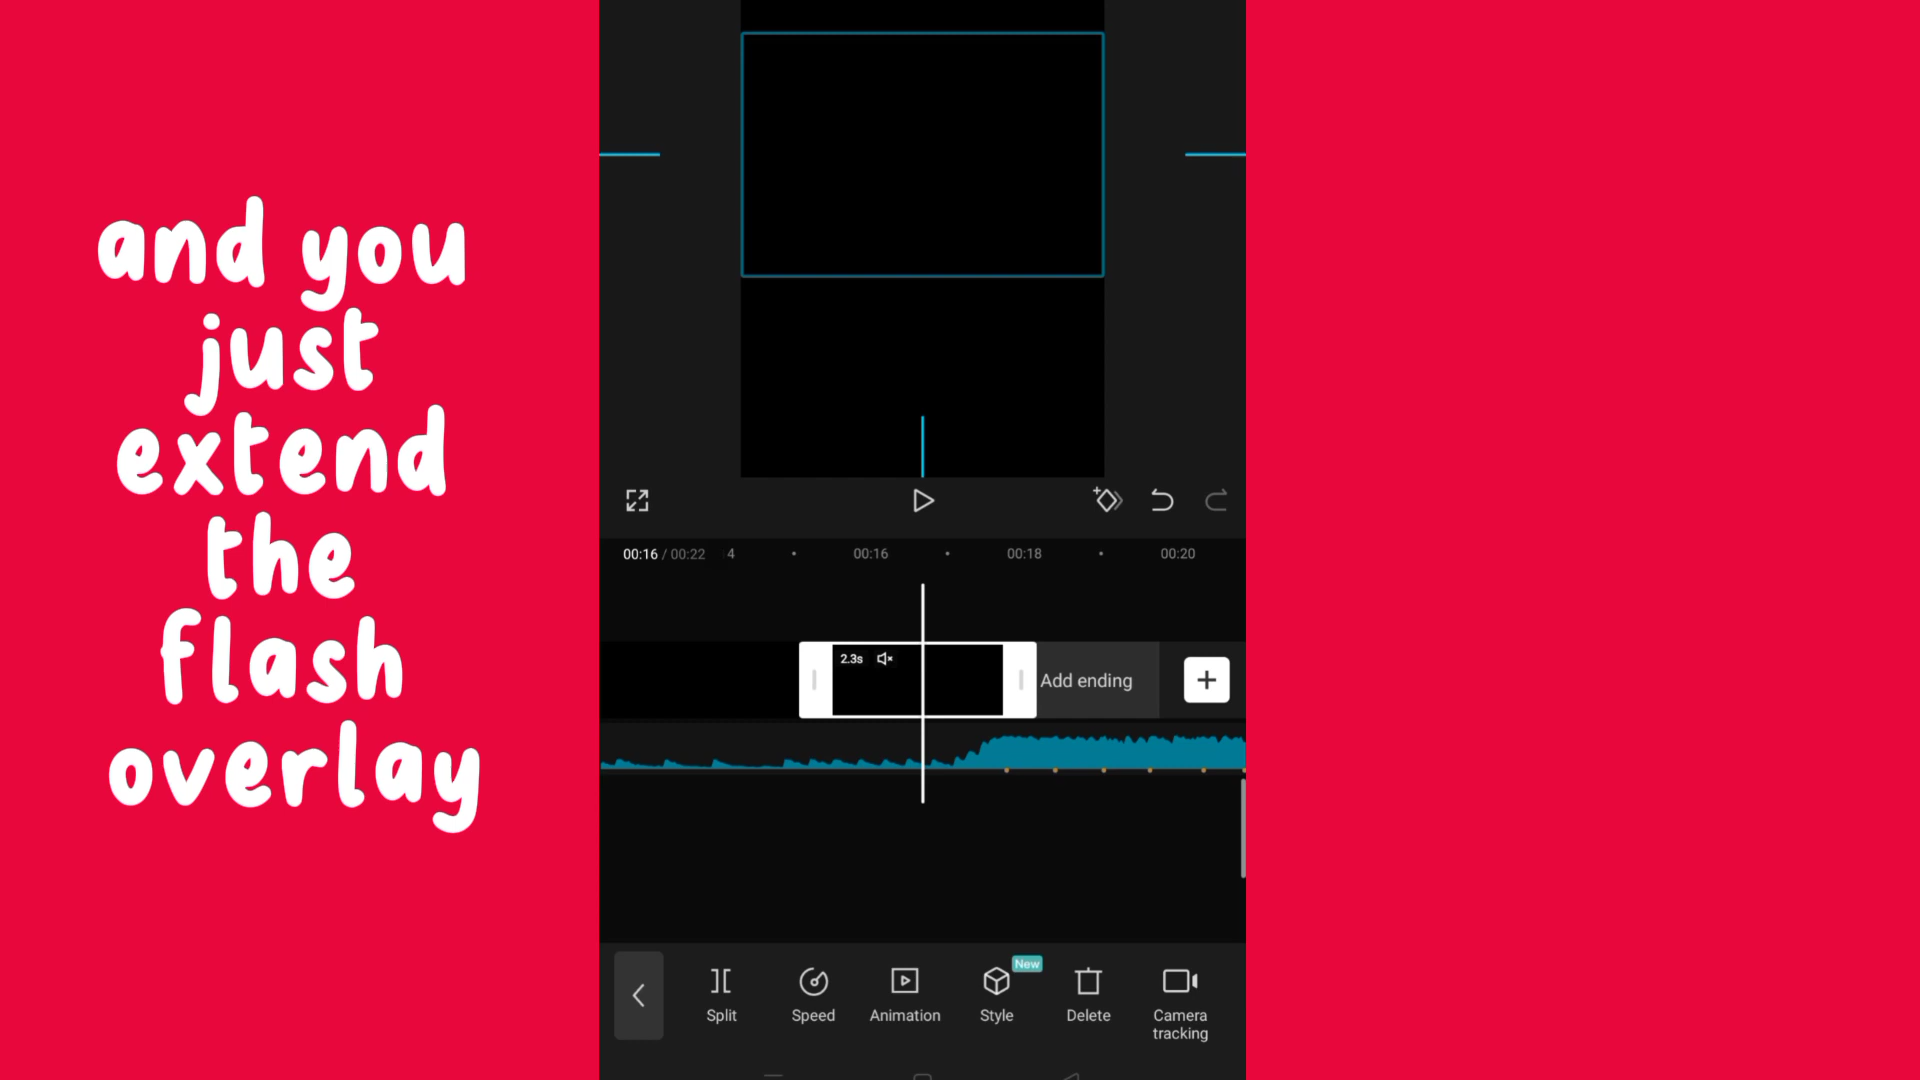 and you
just
extend
the
flash
overlay
00:16 / 00:22 4 00:16 00:18 00:20
2.3s
Add ending
New
Split Speed Animation Style Delete Camera
tracking